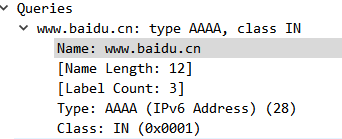 Queries
www.baidu.cn: type AAAA, class IN
Name: www.baidu.cn
[Name Length: 12]
[Label Count: 3]
Type: AAAA (IPv6 Address) (28)
Class: IN (0x0001)